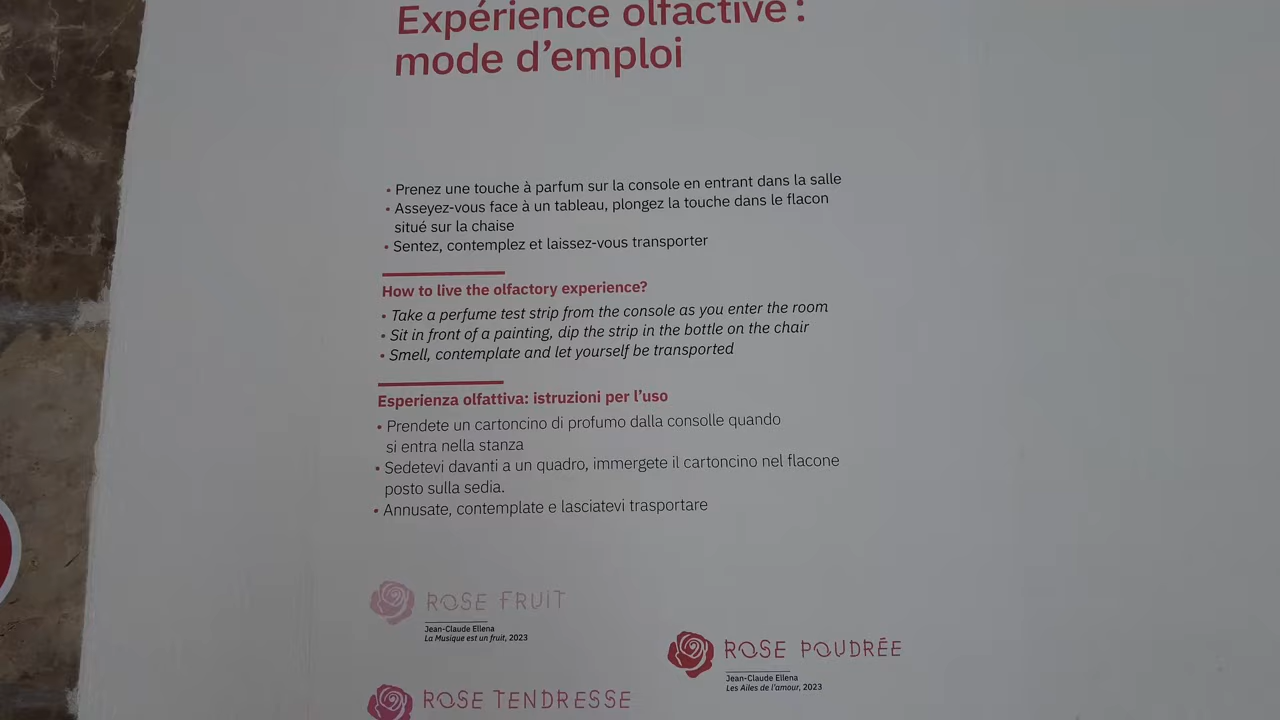 Expérience olfactive :
mode d’emploi
• Prenez une touche à parfum sur la console en entrant dans la salle
• Asseyez-vous face à un tableau, plongez la touche dans le flacon
situé sur la chaise
• Sentez, contemplez et laissez-vous transporter
How to live the olfactory experience?
• Take a perfume test strip from the console as you enter the room
• Sit in front of a painting, dip the strip in the bottle on the chair
• Smell, contemplate and let yourself be transported
Esperienza olfattiva: istruzioni per l’uso
• Prendete un cartoncino di profumo dalla consolle quando
si entra nella stanza
• Sedetevi davanti a un quadro, immergete il cartoncino nel flacone
posto sulla sedia.
• Annusate, contemplate e lasciatevi trasportare
ROSE FRUIT
Jean-Claude Ellena
La Musique est un fruit, 2023
ROSE POUDRÉE
Jean-Claude Ellena
Les Ailes de l’amour, 2023
ROSE TENDRESSE